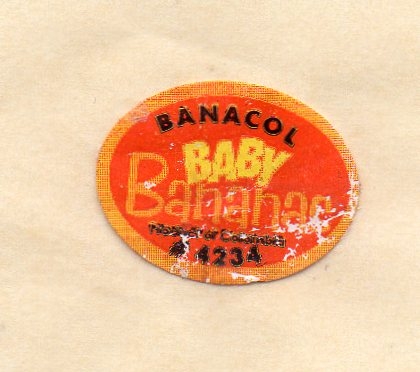 BANACOL
BABY
Bananas
Product of Colombia
# 4234